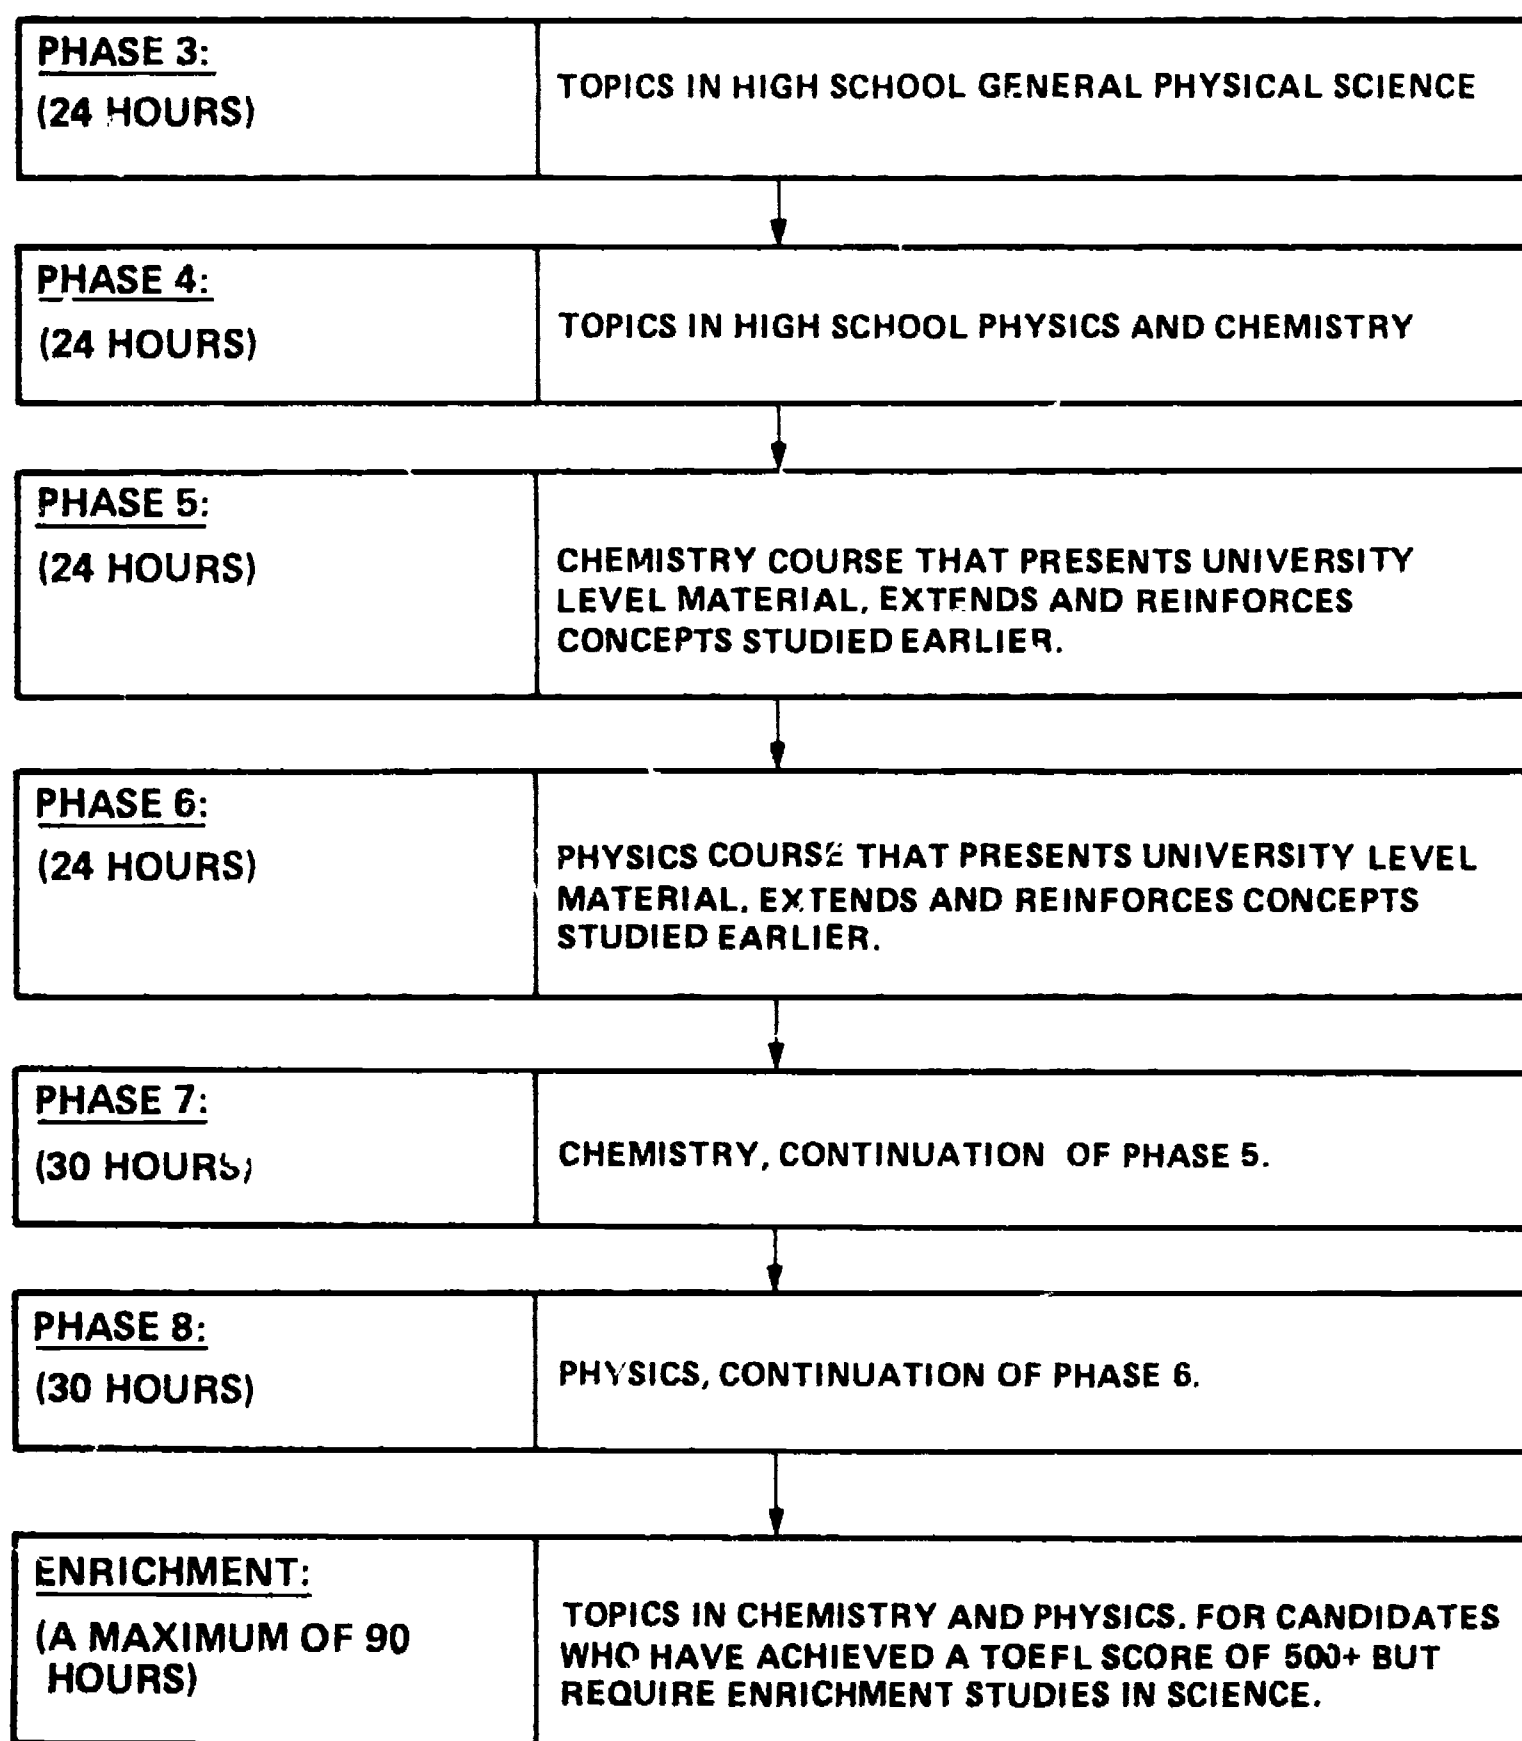 PHASE 3:
(24 HOURS)
TOPICS IN HIGH SCHOOL GENERAL PHYSICAL SCIENCE
PHASE 4:
(24 HOURS)
TOPICS IN HIGH SCHOOL PHYSICS AND CHEMISTRY
PHASE 5:
(24 HOURS)
CHEMISTRY COURSE THAT PRESENTS UNIVERSITY
LEVEL MATERIAL, EXTENDS AND REINFORCES
CONCEPTS STUDIED EARLIER.
PHASE 6:
(24 HOURS)
PHYSICS COURSE THAT PRESENTS UNIVERSITY LEVEL
MATERIAL, EXTENDS AND REINFORCES CONCEPTS
STUDIED EARLIER.
PHASE 7:
(30 HOURS)
CHEMISTRY, CONTINUATION OF PHASE 5.
PHASE 8:
(30 HOURS)
PHYSICS, CONTINUATION OF PHASE 6.
ENRICHMENT:
(A MAXIMUM OF 90
HOURS)
TOPICS IN CHEMISTRY AND PHYSICS. FOR CANDIDATES
WHO HAVE ACHIEVED A TOEFL SCORE OF 500+ BUT
REQUIRE ENRICHMENT STUDIES IN SCIENCE.